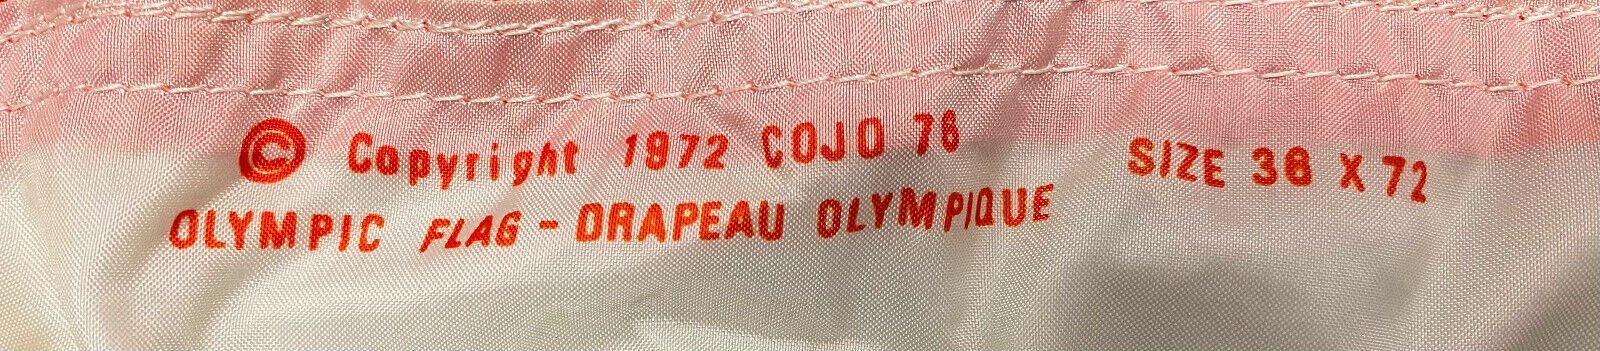 © Copyright 1972 COJO 76 SIZE 36 X 72
OLYMPIC FLAG - DRAPEAU OLYMPIQUE